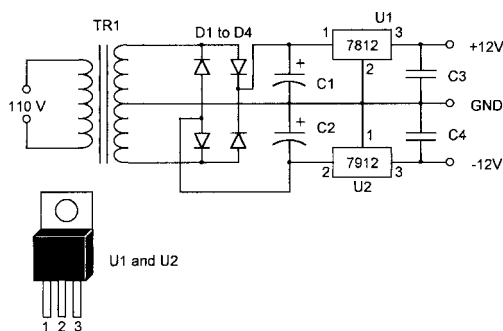 TR1
D1 to D4
U1
1 7812 3
+12V
110 V
2
+
C1
C3
GND
+
C2
1
C4
2 7912 3
-12V
U2
U1 and U2
1 2 3